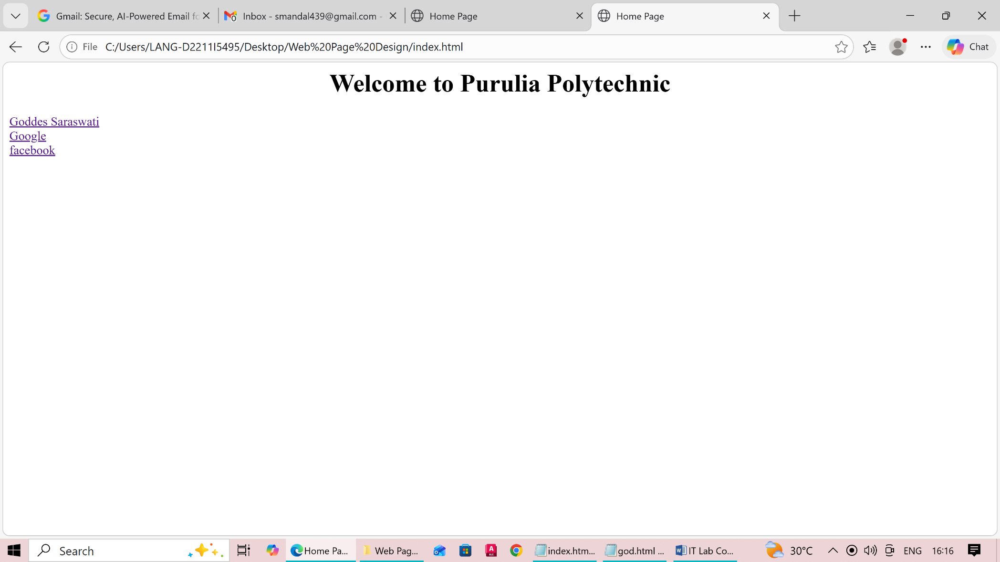 Gmail: Secure, AI-Powered Email fo
Inbox - smandal439@gmail.com -
Home Page
Home Page
File C:/Users/LANG-D2211I5495/Desktop/Web%20Page%20Design/index.html
Chat
Welcome to Purulia Polytechnic
Goddes Saraswati
Google
facebook
Search
Home Pa...
Web Pag...
index.htm...
god.html ...
IT Lab Co...
30°C
ENG
16:16